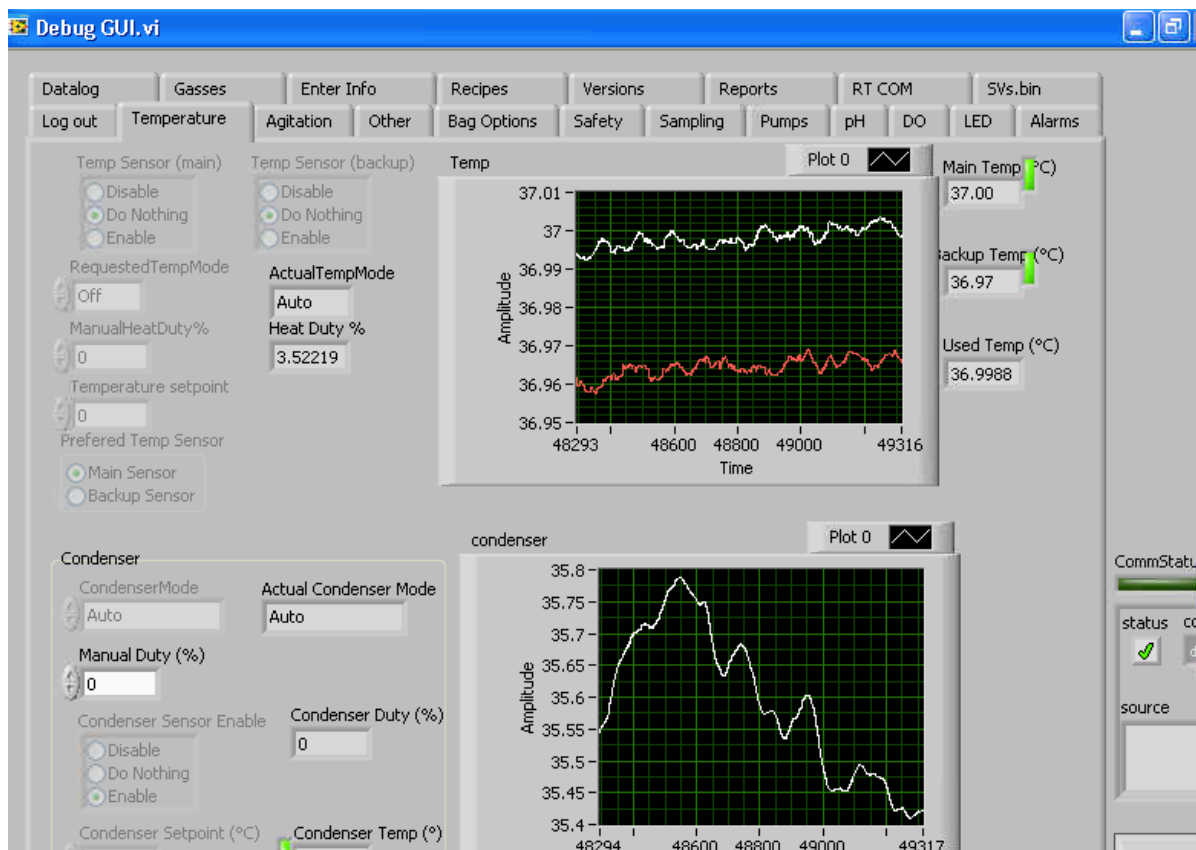 Debug GUI.vi
Datalog Gasses Enter Info Recipes Versions Reports RT COM SVs.bin
Log out Temperature Agitation Other Bag Options Safety Sampling Pumps pH DO LED Alarms
Temp Sensor (main)
Disable
Do Nothing
Enable
Temp Sensor (backup)
Disable
Do Nothing
Enable
RequestedTempMode
Off
ActualTempMode
Auto
ManualHeatDuty%
0
Heat Duty %
3.52219
Temperature setpoint
0
Prefered Temp Sensor
Main Sensor
Backup Sensor
Temp
Plot 0
Amplitude
37.01
37
36.99
36.98
36.97
36.96
36.95
48293 48600 48800 49000 49316
Time
Main Temp (°C)
37.00
Backup Temp (°C)
36.97
Used Temp (°C)
36.9988
Condenser
CondenserMode
Auto
Actual Condenser Mode
Auto
Manual Duty (%)
0
Condenser Sensor Enable
Disable
Do Nothing
Enable
Condenser Duty (%)
0
Condenser Setpoint (°C)
Condenser Temp (°)
condenser
Plot 0
Amplitude
35.8
35.75
35.7
35.65
35.6
35.55
35.5
35.45
35.4
48294 48600 48800 49000 49317
CommStatu
status co
d
source